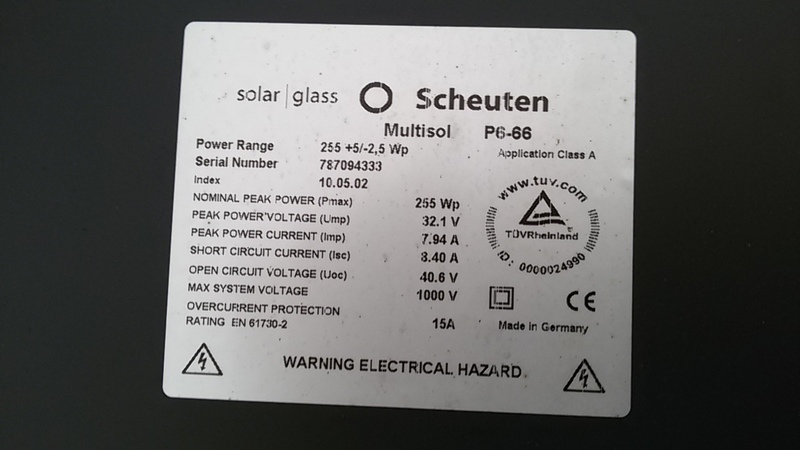 solar|glass Scheuten
Multisol P6-66
Power Range 255 +5/-2,5 Wp
Application Class A
Serial Number 787094333
Index 10.05.02
NOMINAL PEAK POWER (Pmax) 255 Wp
PEAK POWER VOLTAGE (Ump) 32.1 V
PEAK POWER CURRENT (Imp) 7.94 A
SHORT CIRCUIT CURRENT (Isc) 8.40 A
OPEN CIRCUIT VOLTAGE (Uoc) 40.6 V
MAX SYSTEM VOLTAGE 1000 V
OVERCURRENT PROTECTION
RATING EN 61730-2 15A
www.tuv.com
TÜVRheinland
ID: 0000024990
CE
Made in Germany
WARNING ELECTRICAL HAZARD